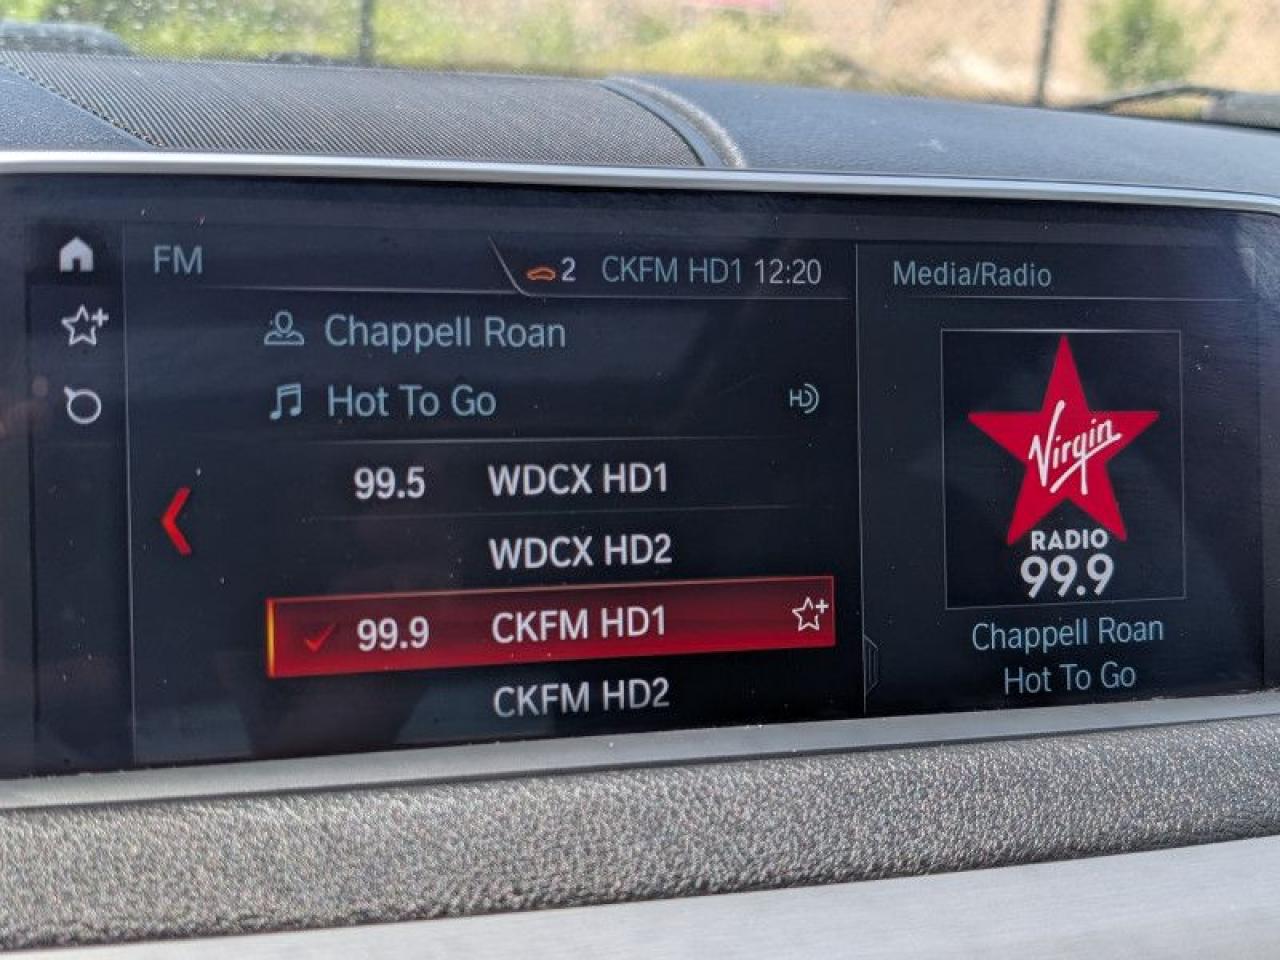 FM
2 CKFM HD1 12:20
Chappell Roan
Hot To Go
HD
99.5 WDCX HD1
WDCX HD2
99.9 CKFM HD1
CKFM HD2
Media/Radio
Virgin
RADIO
99.9
Chappell Roan
Hot To Go